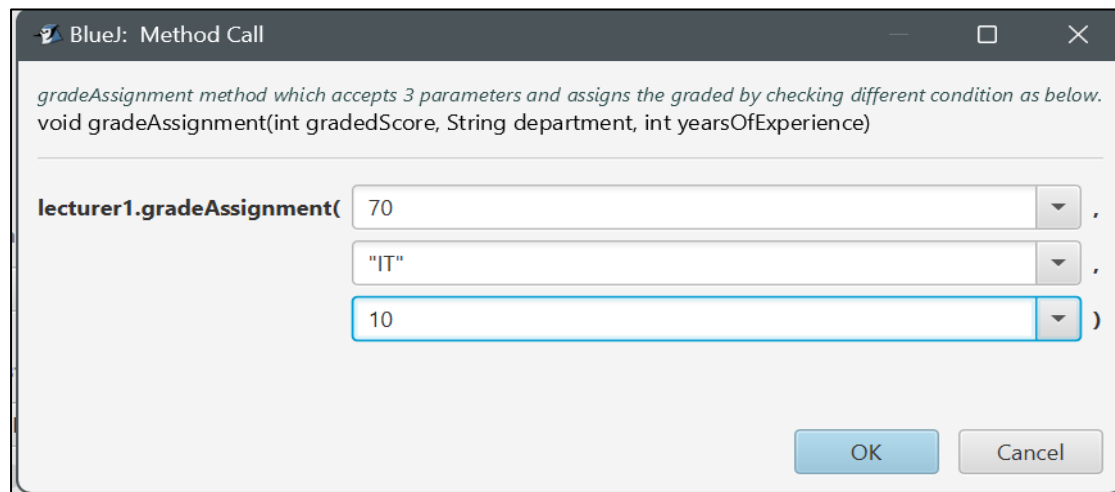 BlueJ: Method Call
gradeAssignment method which accepts 3 parameters and assigns the graded by checking different condition as below.
void gradeAssignment(int gradedScore, String department, int yearsOfExperience)
lecturer1.gradeAssignment( 70 ,
"IT" ,
10 )
OK Cancel